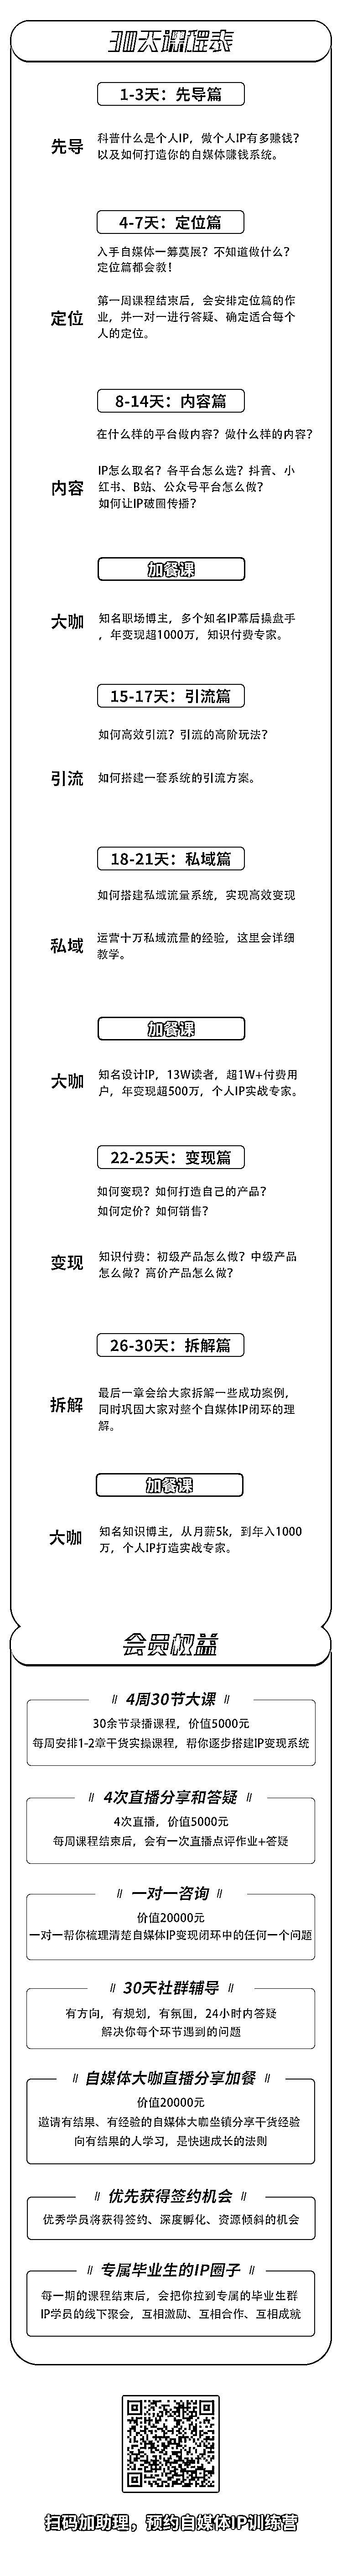 30天课程表
1-3天：先导篇
先导
科普什么是个人IP，做个人IP有多赚钱？
以及如何打造你的自媒体赚钱系统。
4-7天：定位篇
入手自媒体一筹莫展？不知道做什么？
定位篇都会教！
定位
第一周课程结束后，会安排定位篇的作
业，并一对一进行答疑、确定适合每个
人的定位。
8-14天：内容篇
在什么样的平台做内容？做什么样的内容？
内容
IP怎么取名？各平台怎么选？抖音、小
红书、B站、公众号平台怎么做？
如何让IP破圈传播？
加餐课
大咖
知名职场博主，多个知名IP幕后操盘手
，年变现超1000万，知识付费专家。
15-17天：引流篇
如何高效引流？引流的高阶玩法？
引流
如何搭建一套系统的引流方案。
18-21天：私域篇
如何搭建私域流量系统，实现高效变现
私域
运营十万私域流量的经验，这里会详细
教学。
加餐课
大咖
知名设计IP，13W读者，超1W+付费用
户，年变现超500万，个人IP实战专家。
22-25天：变现篇
如何变现？如何打造自己的产品？
如何定价？如何销售？
变现
知识付费：初级产品怎么做？中级产品
怎么做？高价产品怎么做？
26-30天：拆解篇
拆解
最后一章会给大家拆解一些成功案例，
同时巩固大家对整个自媒体IP闭环的理
解。
加餐课
大咖
知名知识博主，从月薪5k，到年入1000
万，个人IP打造实战专家。
会员权益
// 4周30节大课 //
30余节录播课程，价值5000元
每周安排1-2章干货实操课程，帮你逐步搭建IP变现系统
// 4次直播分享和答疑 //
4次直播，价值5000元
每周课程结束后，会有一次直播点评作业+答疑
// 一对一咨询 //
价值20000元
一对一帮你梳理清楚自媒体IP变现闭环中的任何一个问题
// 30天社群辅导 //
有方向，有规划，有氛围，24小时内答疑
解决你每个环节遇到的问题
// 自媒体大咖直播分享加餐 //
价值20000元
邀请有结果、有经验的自媒体大咖坐镇分享干货经验
向有结果的人学习，是快速成长的法则
// 优先获得签约机会 //
优秀学员将获得签约、深度孵化、资源倾斜的机会
// 专属毕业生的IP圈子 //
每一期的课程结束后，会把你拉到专属的毕业生群
IP学员的线下聚会，互相激励、互相合作、互相成就
扫码加助理，预约自媒体IP训练营